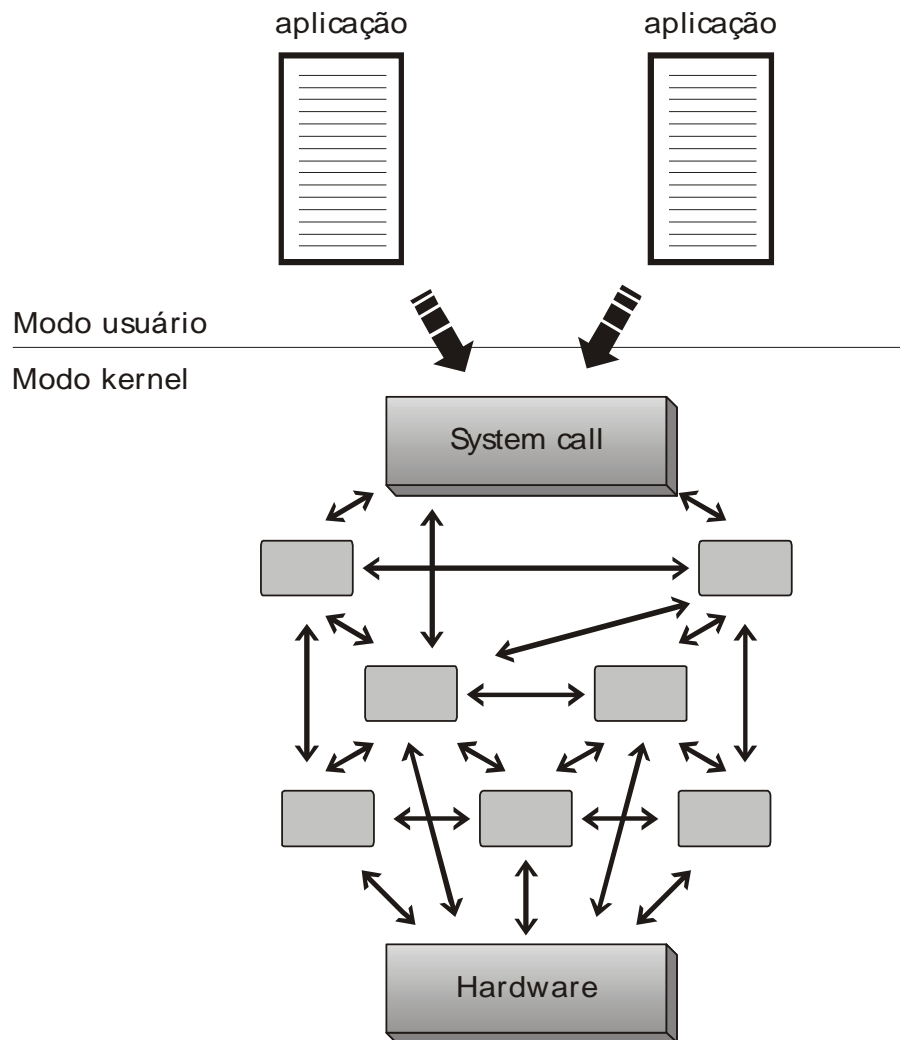 aplicação
aplicação
Modo usuário
Modo kernel
System call
Hardware